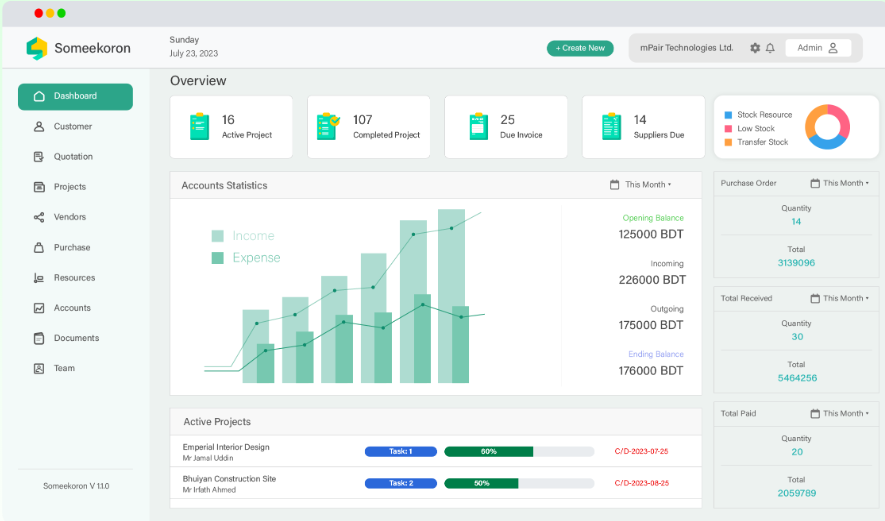 Someekoron
Sunday
July 23, 2023
+ Create New
mPair Technologies Ltd.
Admin
Dashboard
Customer
Quotation
Projects
Vendors
Purchase
Resources
Accounts
Documents
Team
Someekoron V 1.1.0
Overview
16
Active Project
107
Completed Project
25
Due Invoice
14
Suppliers Due
Stock Resource
Low Stock
Transfer Stock
Accounts Statistics
This Month
Income
Expense
Opening Balance
125000 BDT
Incoming
226000 BDT
Outgoing
175000 BDT
Ending Balance
176000 BDT
Purchase Order
This Month
Quantity
14
Total
3139096
Total Received
This Month
Quantity
30
Total
5464256
Total Paid
This Month
Quantity
20
Total
2059789
Active Projects
Emperial Interior Design
Mr Jamal Uddin
Task: 1
60%
C/D-2023-07-25
Bhuiyan Construction Site
Mr Irfath Ahmed
Task: 2
50%
C/D-2023-08-25